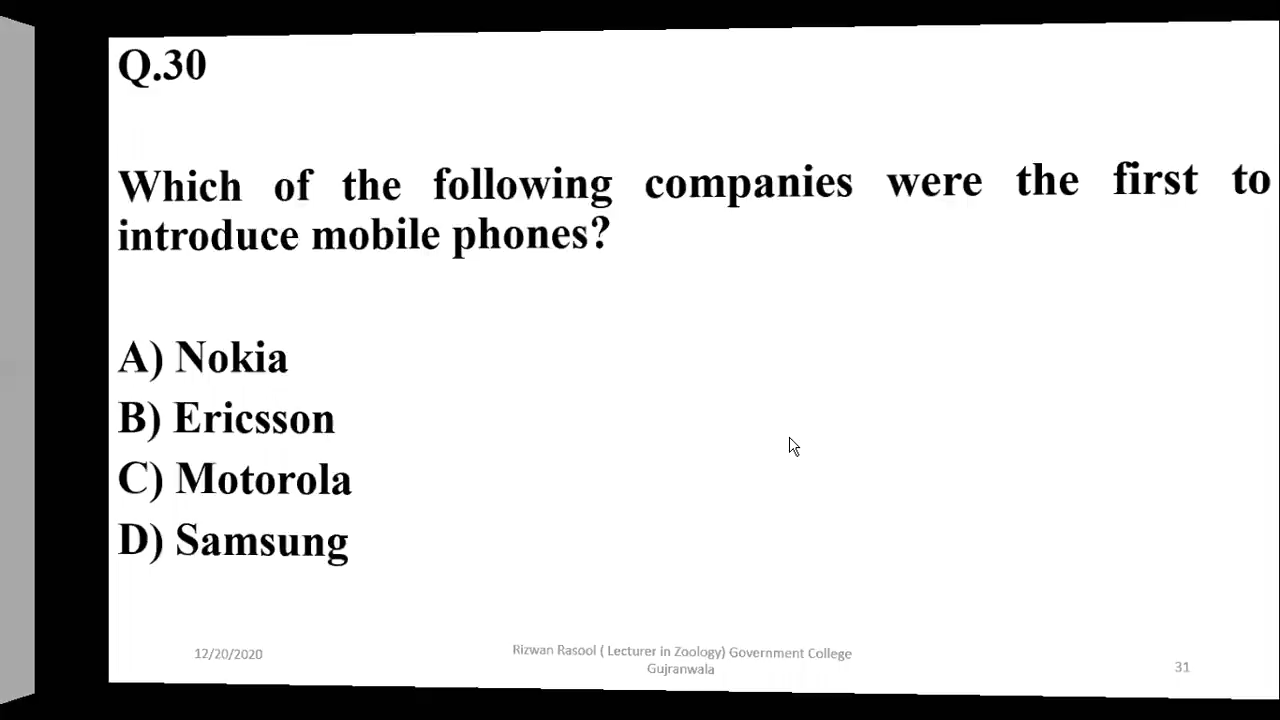 Q.30
Which of the following companies were the first to
introduce mobile phones?
A) Nokia
B) Ericsson
C) Motorola
D) Samsung
12/20/2020
Rizwan Rasool ( Lecturer in Zoology) Government College
Gujranwala
31